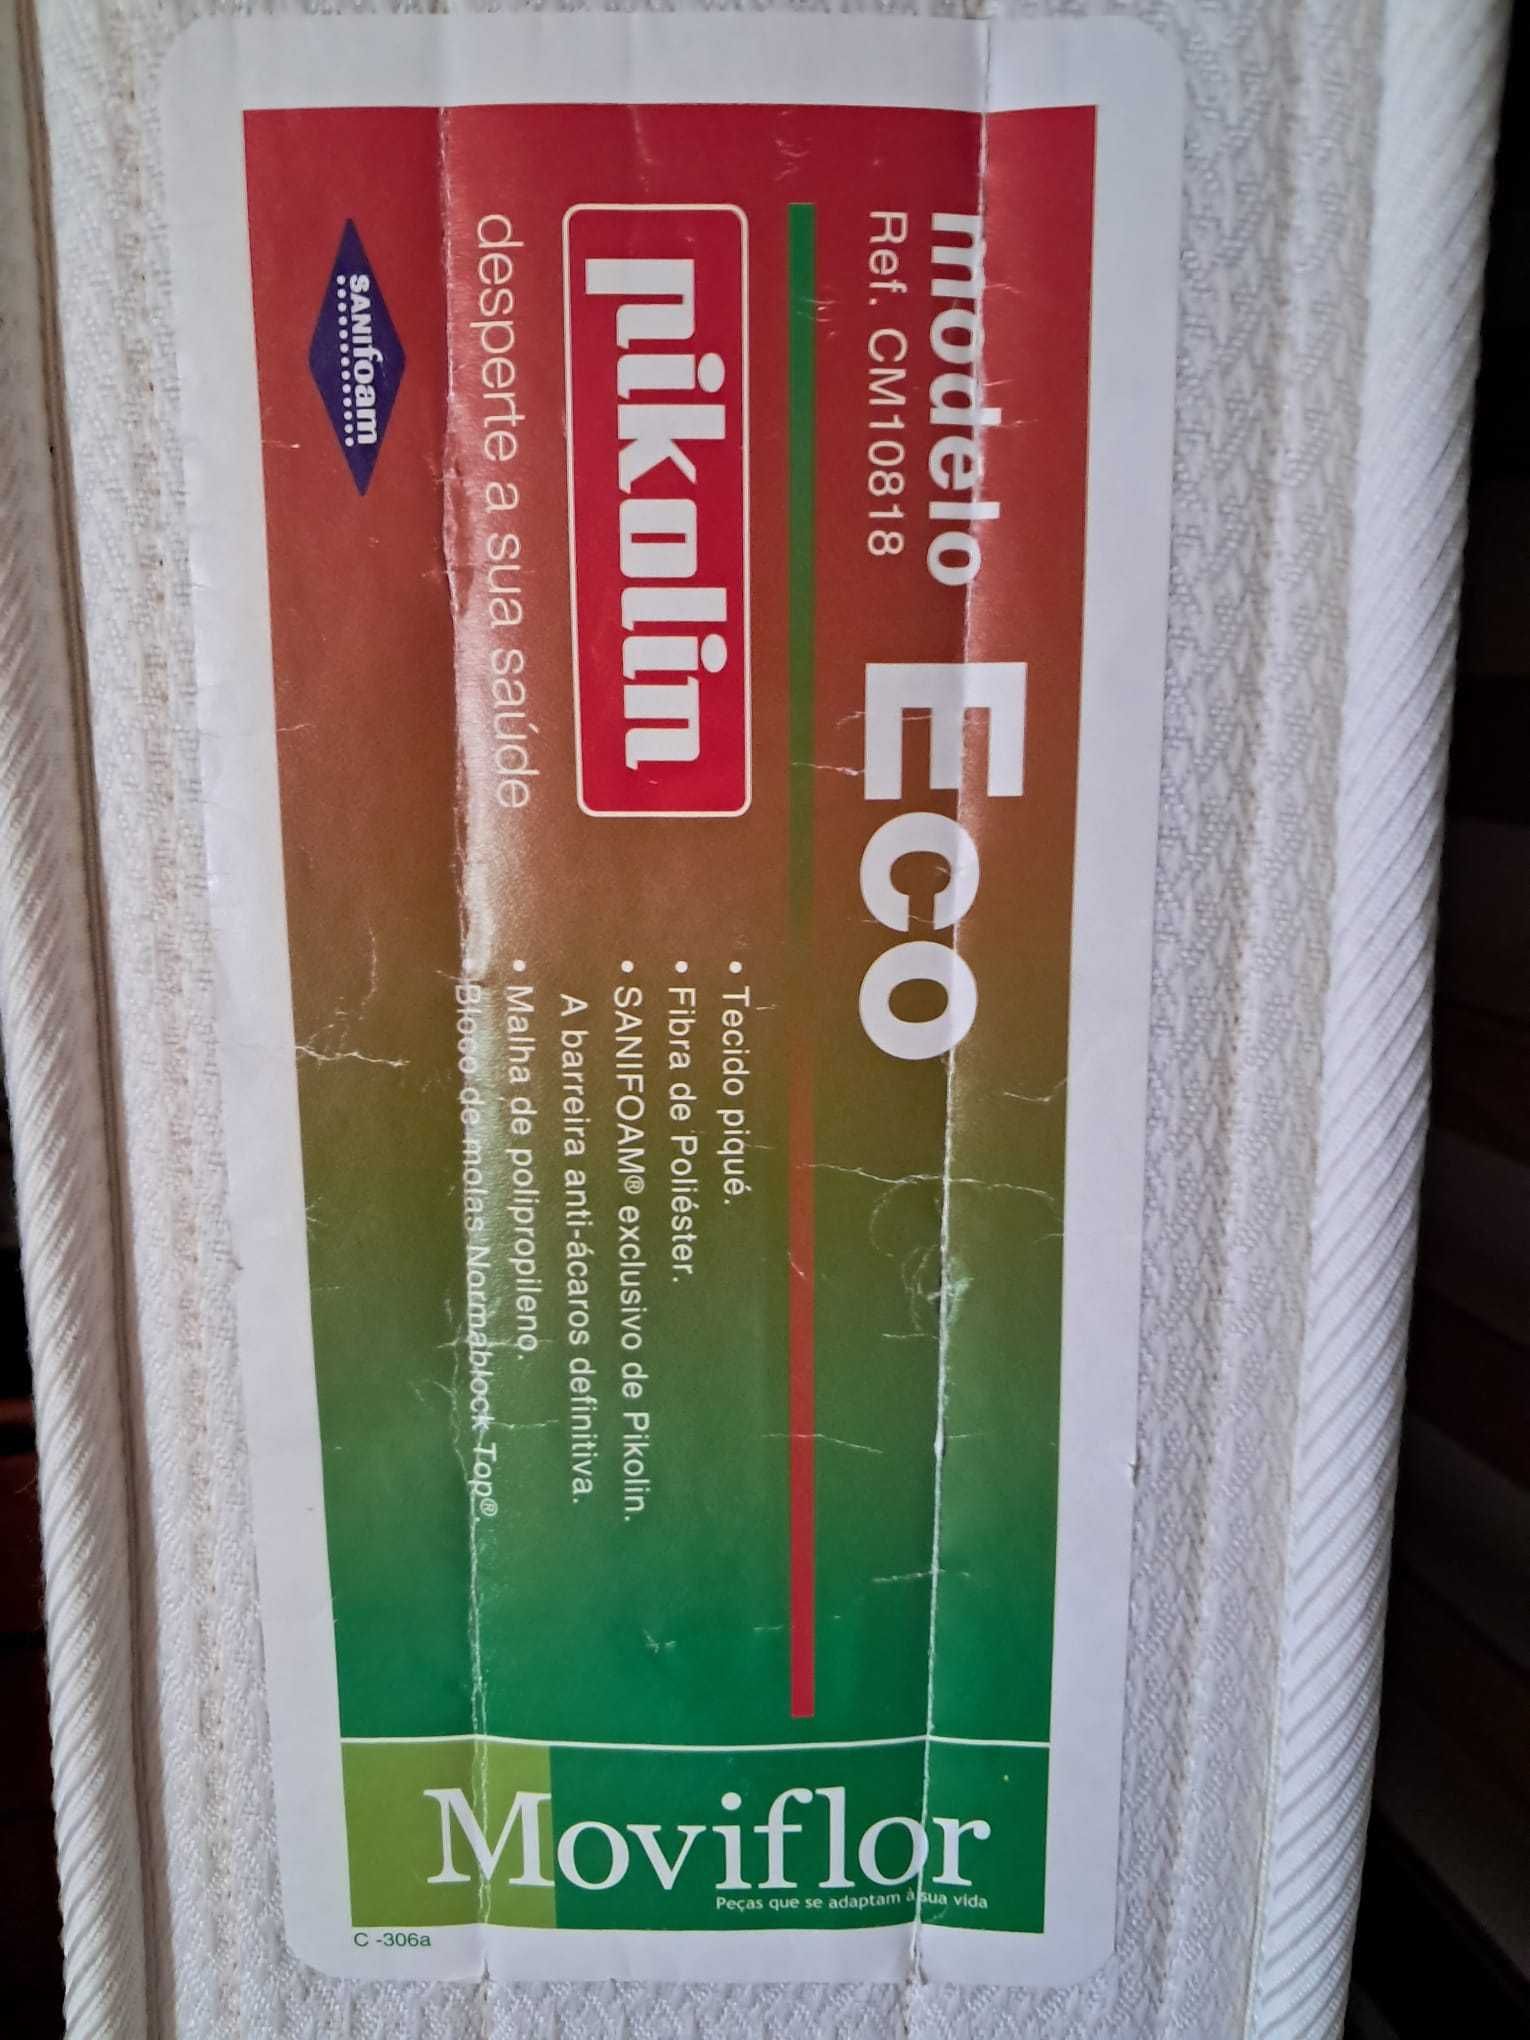 modelo Eco
Ref. CM10818
pikolin
desperte a sua saúde
SANIfoam
• Tecido piqué.
• Fibra de Poliéster.
• SANIFOAM® exclusivo de Pikolin.
A barreira anti-ácaros definitiva.
• Malha de polipropileno.
• Bloco de molas Normablock Top®.
Moviflor
Peças que se adaptam à sua vida
C -306a